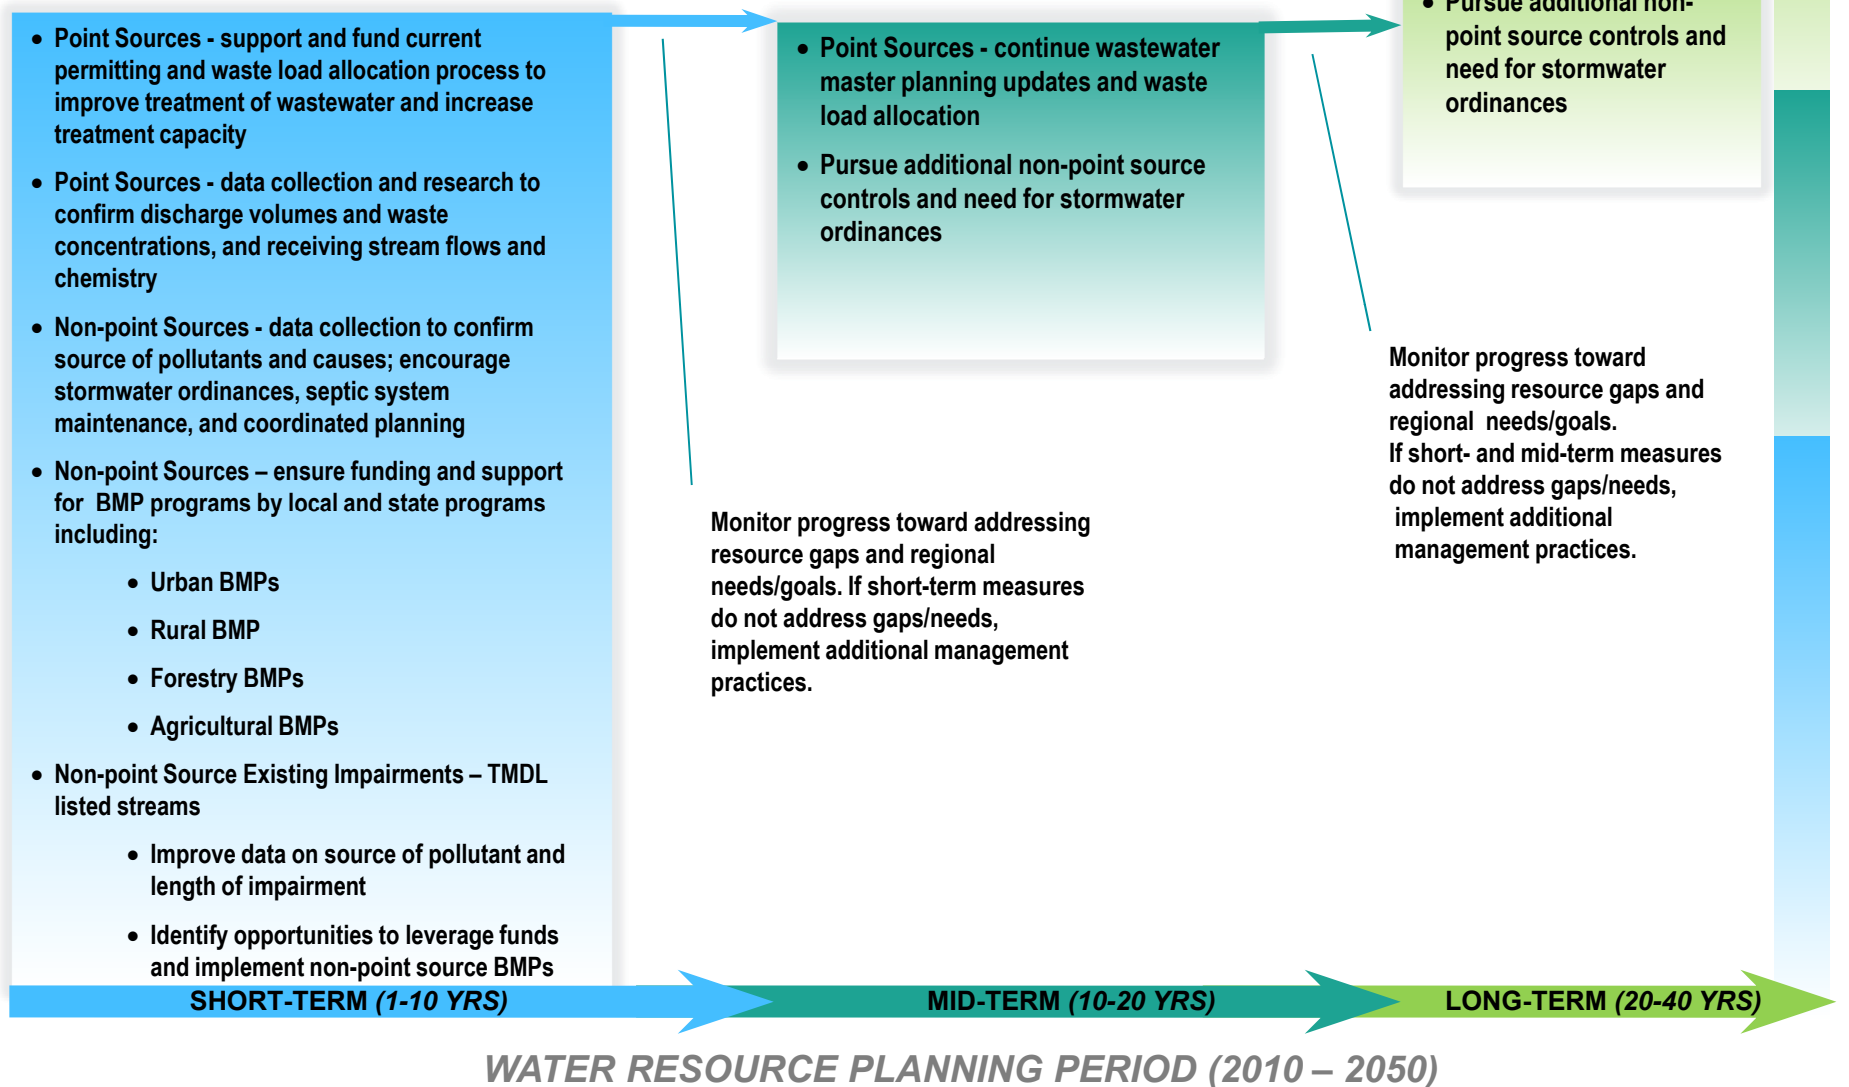 • Point Sources - support and fund current
permitting and waste load allocation process to
improve treatment of wastewater and increase
treatment capacity
• Point Sources - data collection and research to
confirm discharge volumes and waste
concentrations, and receiving stream flows and
chemistry
• Non-point Sources - data collection to confirm
source of pollutants and causes; encourage
stormwater ordinances, septic system
maintenance, and coordinated planning
• Non-point Sources – ensure funding and support
for BMP programs by local and state programs
including:
• Urban BMPs
• Rural BMP
• Forestry BMPs
• Agricultural BMPs
• Non-point Source Existing Impairments – TMDL
listed streams
• Improve data on source of pollutant and
length of impairment
• Identify opportunities to leverage funds
and implement non-point source BMPs
• Point Sources - continue wastewater
master planning updates and waste
load allocation
• Pursue additional non-point source
controls and need for stormwater
ordinances
Monitor progress toward addressing
resource gaps and regional
needs/goals. If short-term measures
do not address gaps/needs,
implement additional management
practices.
• Pursue additional non-
point source controls and
need for stormwater
ordinances
Monitor progress toward
addressing resource gaps and
regional needs/goals.
If short- and mid-term measures
do not address gaps/needs,
implement additional
management practices.
SHORT-TERM (1-10 YRS)
MID-TERM (10-20 YRS)
LONG-TERM (20-40 YRS)
WATER RESOURCE PLANNING PERIOD (2010 – 2050)